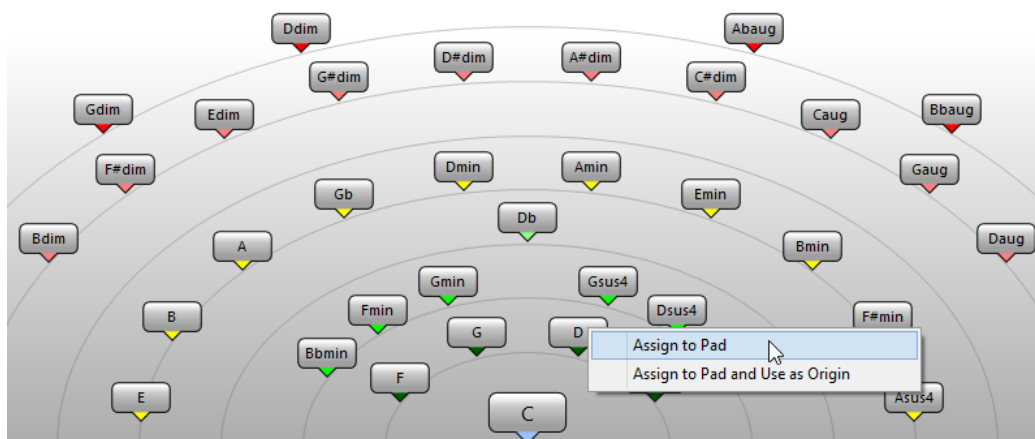 Ddim
Abaug
D#dim
A#dim
G#dim
C#dim
Gdim
Edim
Caug
Bbaug
F#dim
Dmin
Amin
Gaug
Gb
Emin
Db
Bdim
A
Bmin
Daug
Gmin
Gsus4
Fmin
Dsus4
B
F#min
G
D
Bbmin
Assign to Pad
F
Assign to Pad and Use as Origin
E
C
Asus4